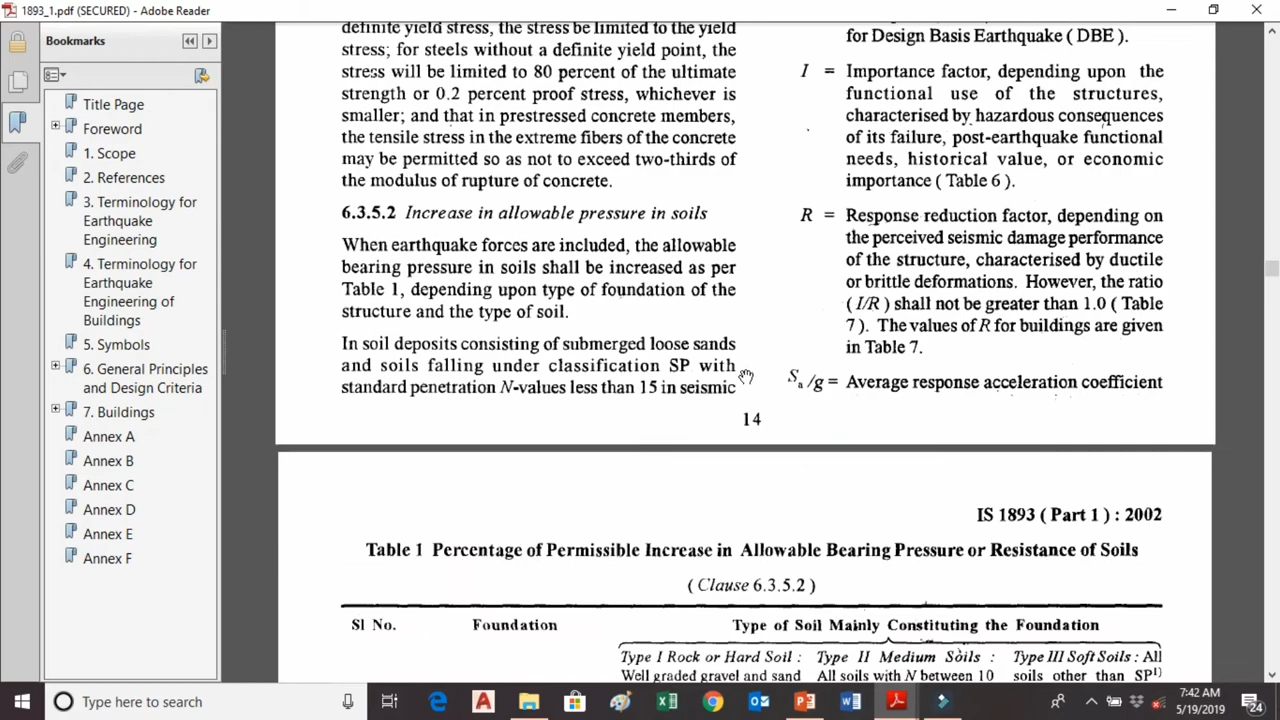 1893_1.pdf (SECURED) - Adobe Reader
Bookmarks
Title Page
Foreword
1. Scope
2. References
3. Terminology for
Earthquake
Engineering
4. Terminology for
Earthquake
Engineering of
Buildings
5. Symbols
6. General Principles
and Design Criteria
7. Buildings
Annex A
Annex B
Annex C
Annex D
Annex E
Annex F
definite yield stress, the stress be limited to the yield
stress; for steels without a definite yield point, the
stress will be limited to 80 percent of the ultimate
strength or 0.2 percent proof stress, whichever is
smaller; and that in prestressed concrete members,
the tensile stress in the extreme fibers of the concrete
may be permitted so as not to exceed two-thirds of
the modulus of rupture of concrete.
6.3.5.2 Increase in allowable pressure in soils
When earthquake forces are included, the allowable
bearing pressure in soils shall be increased as per
Table 1, depending upon type of foundation of the
structure and the type of soil.
In soil deposits consisting of submerged loose sands
and soils falling under classification SP with
standard penetration N-values less than 15 in seismic
for Design Basis Earthquake ( DBE ).
I = Importance factor, depending upon the
functional use of the structures,
characterised by hazardous consequences
of its failure, post-earthquake functional
needs, historical value, or economic
importance ( Table 6 ).
R = Response reduction factor, depending on
the perceived seismic damage performance
of the structure, characterised by ductile
or brittle deformations. However, the ratio
( I/R ) shall not be greater than 1.0 ( Table
7 ). The values of R for buildings are given
in Table 7.
Sa/g = Average response acceleration coefficient
14
IS 1893 ( Part 1 ) : 2002
Table 1 Percentage of Permissible Increase in Allowable Bearing Pressure or Resistance of Soils
( Clause 6.3.5.2 )
Sl No. Foundation Type of Soil Mainly Constituting the Foundation
Type I Rock or Hard Soil : Type II Medium Soils : Type III Soft Soils : All
Well graded gravel and sand All soils with N between 10 soils other than SP1)
Type here to search
7:42 AM
5/19/2019
24